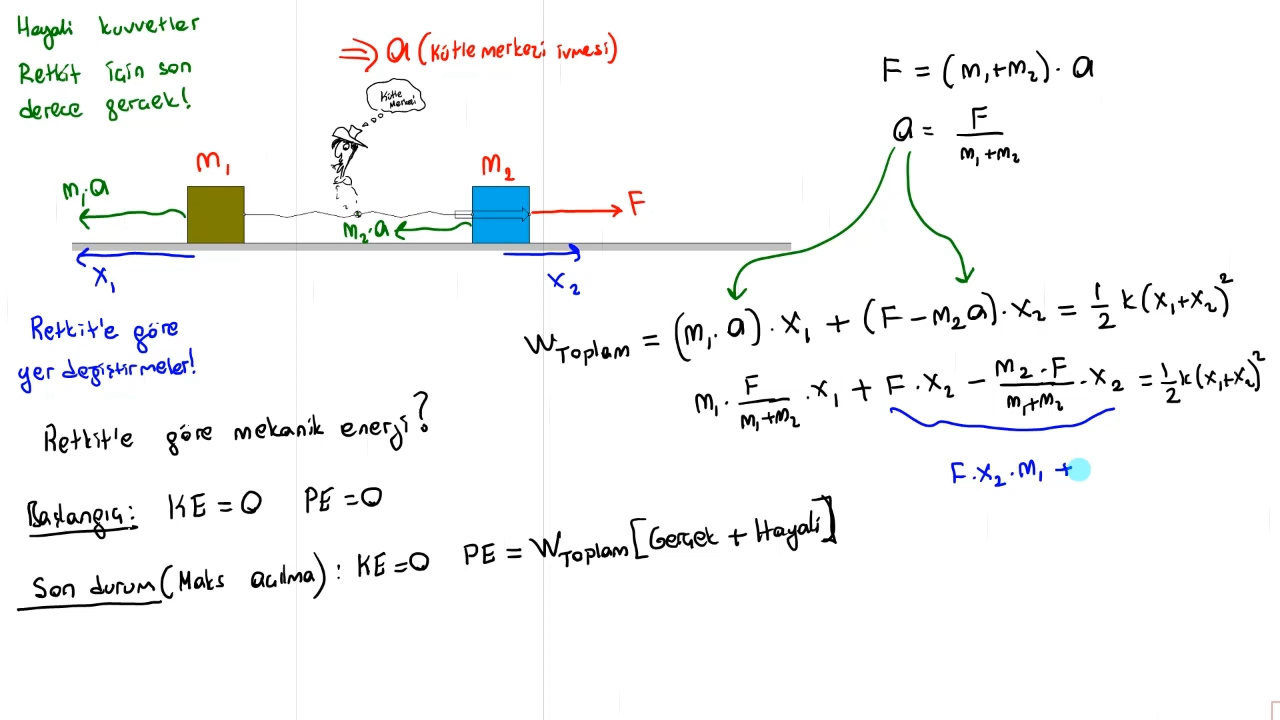 Hayali kuvvetler
Retkit için son
derece gerçek!
⇒ a (Kütle merkezi ivmesi)
Kütle
Merkezi
m₁
m₂
m₁·a
m₂·a
F
x₁
x₂
F = (m₁+m₂)·a
a = F/(m₁+m₂)
Retkit'e göre
yer değiştirmeler!
W_Toplam = (m₁·a)·x₁ + (F−m₂a)·x₂ = 1/2 k(x₁+x₂)²
m₁·F/(m₁+m₂)·x₁ + F·x₂ − (m₂·F)/(m₁+m₂)·x₂ = 1/2 k(x₁+x₂)²
F·x₂·m₁ +
Retkit'e göre mekanik enerji?
Başlangıç: KE=0 PE=0
Son durum (Maks açılma): KE=0 PE = W_Toplam [Gerçek + Hayali]